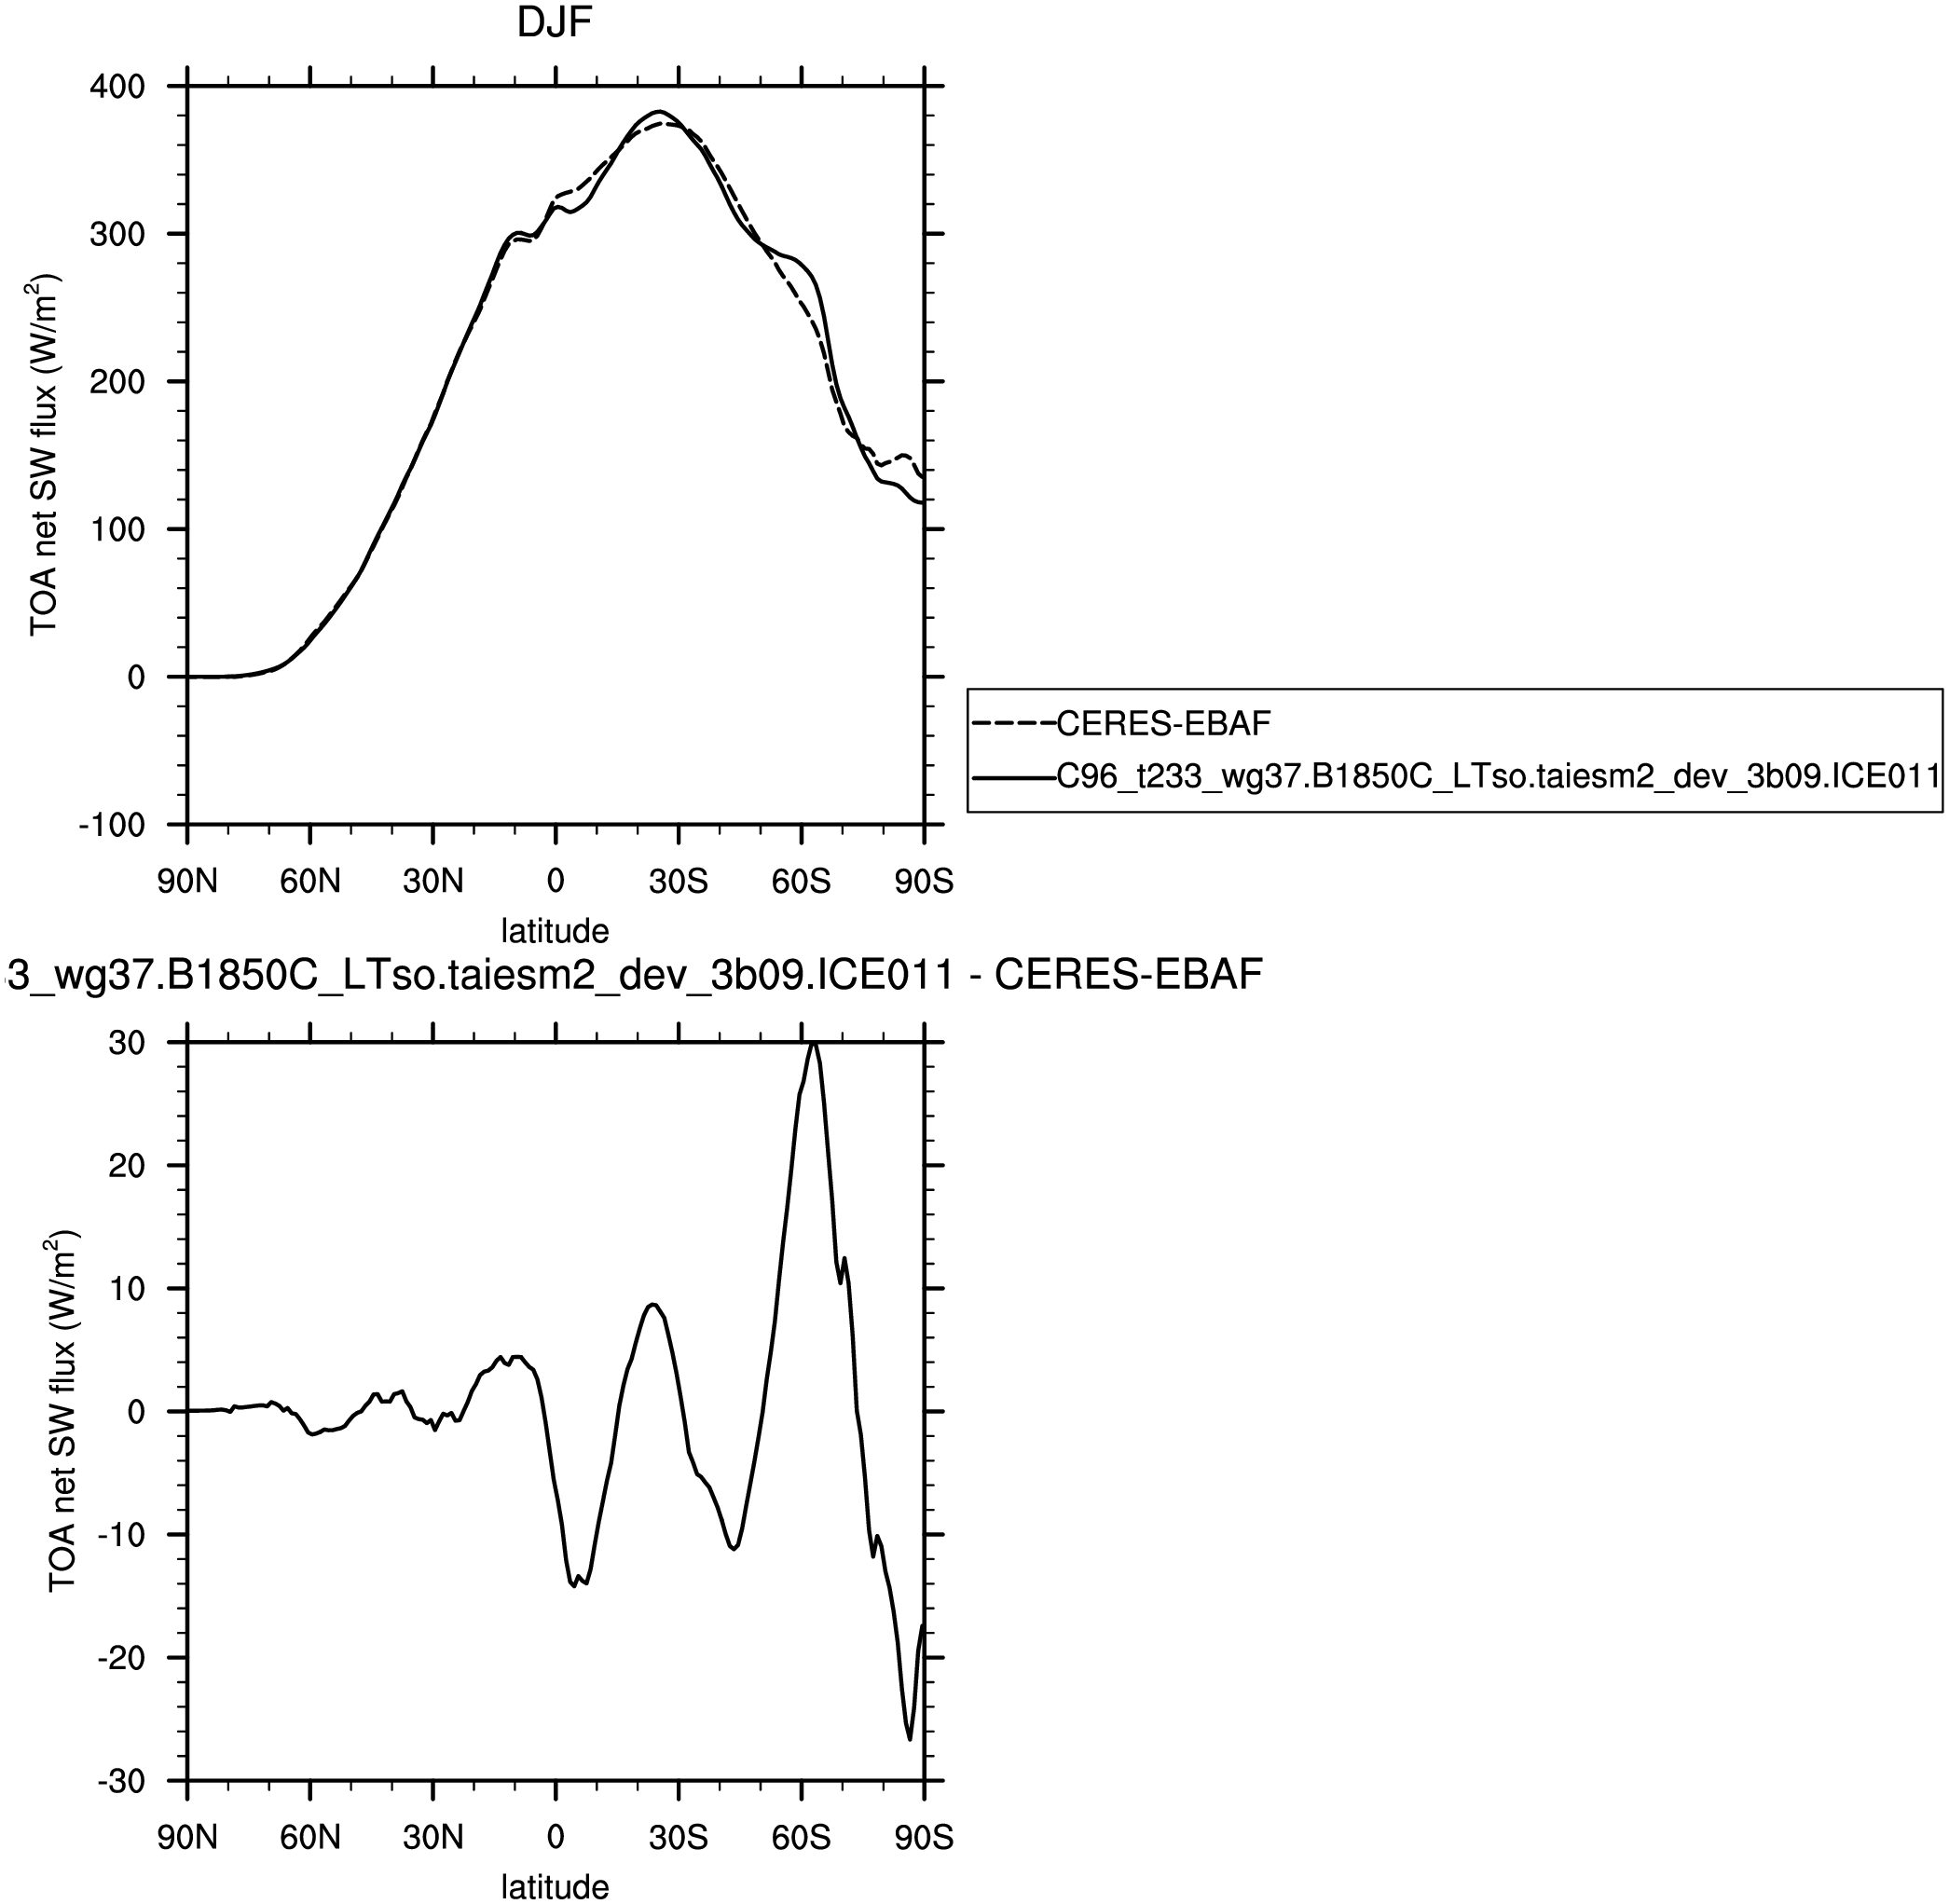 DJF
TOA net SW flux (W/m²)
400
300
200
100
0
-100
90N 60N 30N 0 30S 60S 90S
latitude
CERES-EBAF
C96_t233_wg37.B1850C_LTso.taiesm2_dev_3b09.ICE011
3_wg37.B1850C_LTso.taiesm2_dev_3b09.ICE011 - CERES-EBAF
TOA net SW flux (W/m²)
30
20
10
0
-10
-20
-30
90N 60N 30N 0 30S 60S 90S
latitude